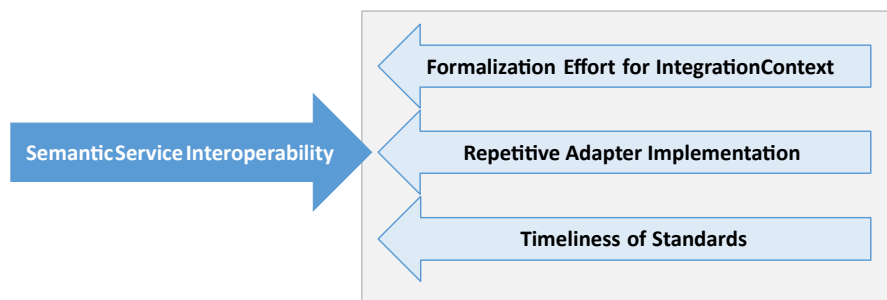 Formalization Effort for IntegrationContext
SemanticService Interoperability
Repetitive Adapter Implementation
Timeliness of Standards